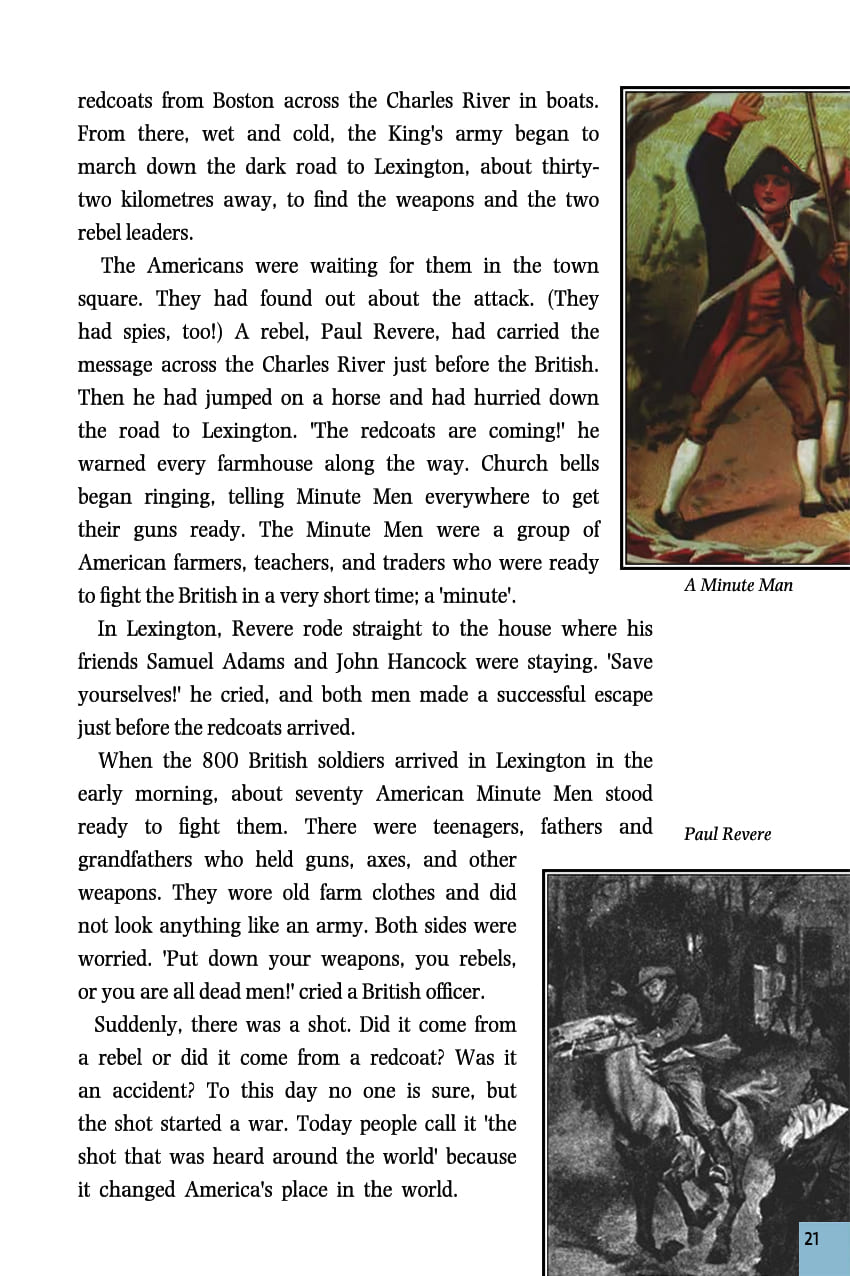 redcoats from Boston across the Charles River in boats.
From there, wet and cold, the King's army began to
march down the dark road to Lexington, about thirty-
two kilometres away, to find the weapons and the two
rebel leaders.
The Americans were waiting for them in the town
square. They had found out about the attack. (They
had spies, too!) A rebel, Paul Revere, had carried the
message across the Charles River just before the British.
Then he had jumped on a horse and had hurried down
the road to Lexington. 'The redcoats are coming!' he
warned every farmhouse along the way. Church bells
began ringing, telling Minute Men everywhere to get
their guns ready. The Minute Men were a group of
American farmers, teachers, and traders who were ready
to fight the British in a very short time; a 'minute'.
A Minute Man
In Lexington, Revere rode straight to the house where his
friends Samuel Adams and John Hancock were staying. 'Save
yourselves!' he cried, and both men made a successful escape
just before the redcoats arrived.
When the 800 British soldiers arrived in Lexington in the
early morning, about seventy American Minute Men stood
ready to fight them. There were teenagers, fathers and
grandfathers who held guns, axes, and other
weapons. They wore old farm clothes and did
not look anything like an army. Both sides were
worried. 'Put down your weapons, you rebels,
or you are all dead men!' cried a British officer.
Suddenly, there was a shot. Did it come from
a rebel or did it come from a redcoat? Was it
an accident? To this day no one is sure, but
the shot started a war. Today people call it 'the
shot that was heard around the world' because
it changed America's place in the world.
Paul Revere
21